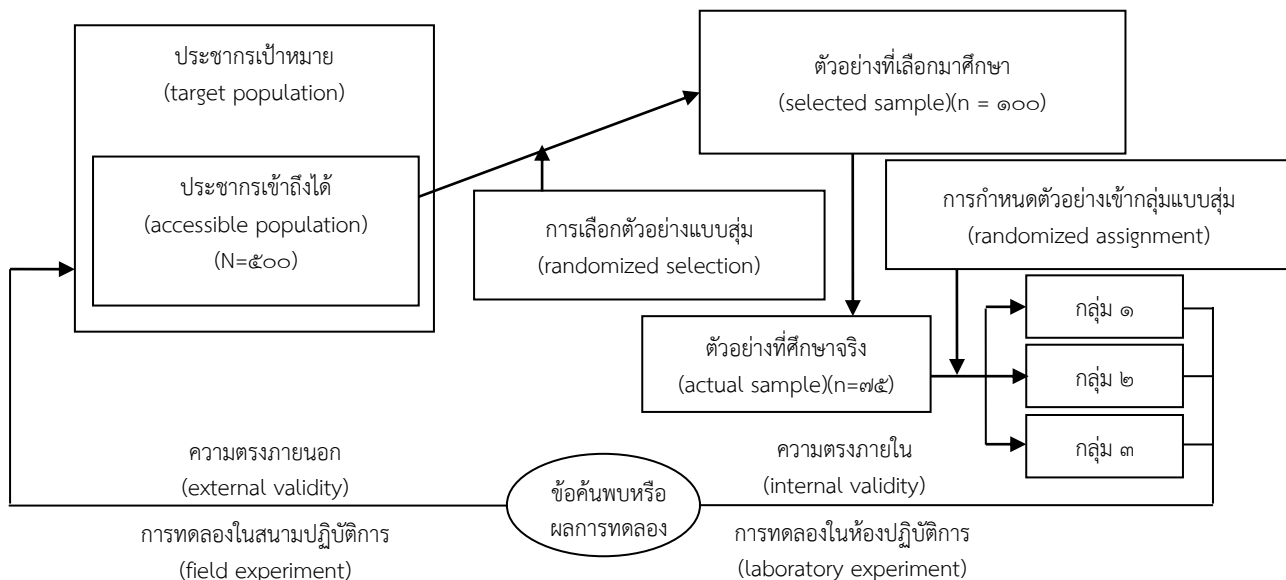 ประชากรเป้าหมาย
(target population)
ประชากรเข้าถึงได้
(accessible population)
(N=๕๐๐)
ตัวอย่างที่เลือกมาศึกษา
(selected sample)(n = ๑๐๐)
การเลือกตัวอย่างแบบสุ่ม
(randomized selection)
การกำหนดตัวอย่างเข้ากลุ่มแบบสุ่ม
(randomized assignment)
ตัวอย่างที่ศึกษาจริง
(actual sample)(n=๗๕)
กลุ่ม ๑
กลุ่ม ๒
กลุ่ม ๓
ความตรงภายนอก
(external validity)
การทดลองในสนามปฏิบัติการ
(field experiment)
ข้อค้นพบหรือ
ผลการทดลอง
ความตรงภายใน
(internal validity)
การทดลองในห้องปฏิบัติการ
(laboratory experiment)